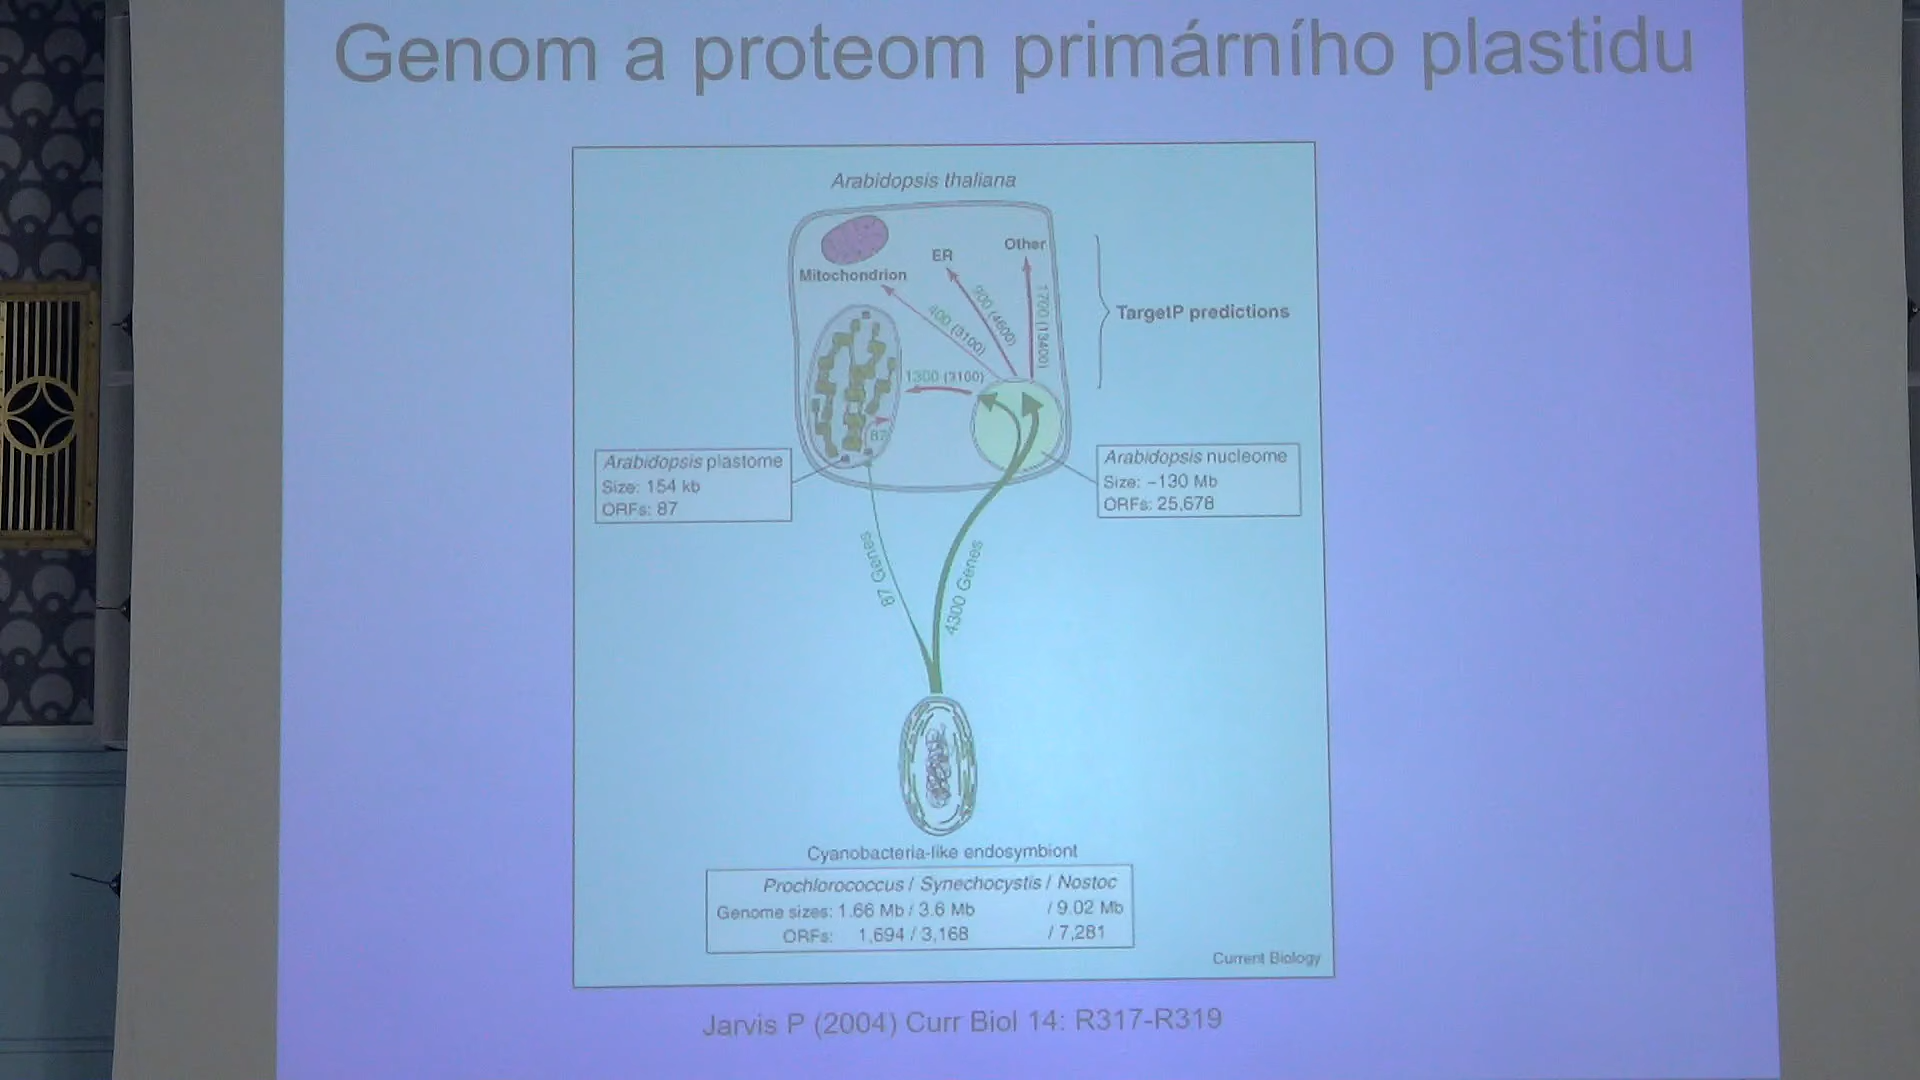 Genom a proteom primárního plastidu
Arabidopsis thaliana
Mitochondrion
ER
Other
400 (3100)
900 (4600)
1700 (13400)
TargetP predictions
1300 (3100)
87
Arabidopsis plastome
Size: 154 kb
ORFs: 87
Arabidopsis nucleome
Size: ~130 Mb
ORFs: 25,678
87 Genes
4300 Genes
Cyanobacteria-like endosymbiont
Prochlorococcus / Synechocystis / Nostoc
Genome sizes: 1.66 Mb / 3.6 Mb / 9.02 Mb
ORFs: 1,694 / 3,168 / 7,281
Current Biology
Jarvis P (2004) Curr Biol 14: R317-R319